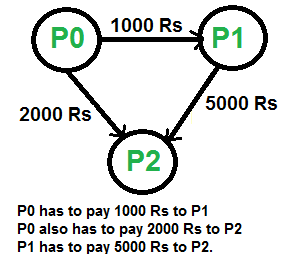 1000 Rs
P0
P1
2000 Rs
5000 Rs
P2
P0 has to pay 1000 Rs to P1
P0 also has to pay 2000 Rs to P2
P1 has to pay 5000 Rs to P2.